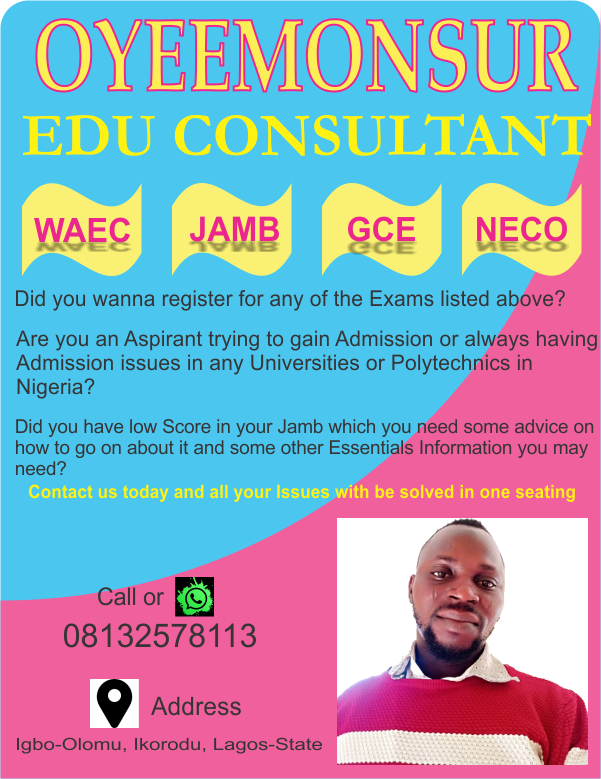 OYEEMONSUR
EDU CONSULTANT
WAEC JAMB GCE NECO
Did you wanna register for any of the Exams listed above?
Are you an Aspirant trying to gain Admission or always having
Admission issues in any Universities or Polytechnics in
Nigeria?
Did you have low Score in your Jamb which you need some advice on
how to go on about it and some other Essentials Information you may
need?
Contact us today and all your Issues with be solved in one seating
Call or
08132578113
Address
Igbo-Olomu, Ikorodu, Lagos-State